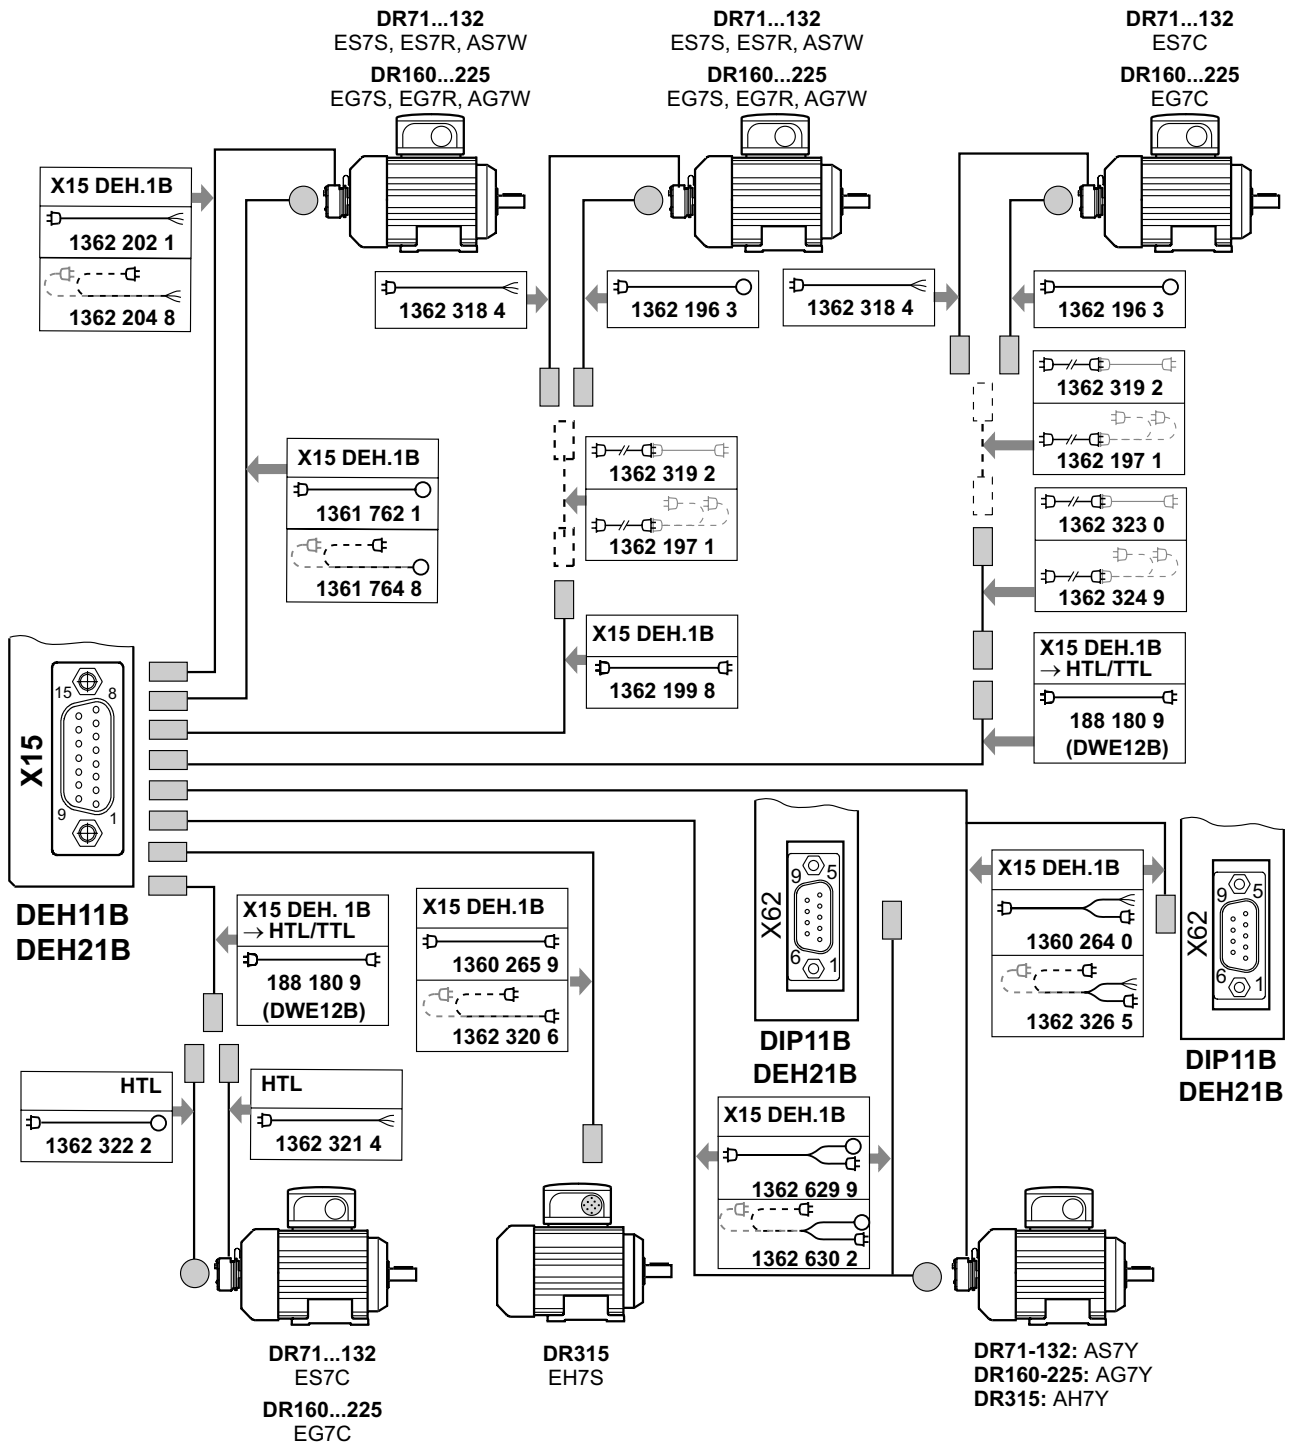 DR71...132
ES7S, ES7R, AS7W
DR160...225
EG7S, EG7R, AG7W
DR71...132
ES7S, ES7R, AS7W
DR160...225
EG7S, EG7R, AG7W
DR71...132
ES7C
DR160...225
EG7C
X15 DEH.1B
1362 202 1
1362 204 8
1362 318 4
1362 196 3
1362 318 4
1362 196 3
X15 DEH.1B
1361 762 1
1361 764 8
1362 319 2
1362 197 1
1362 319 2
1362 197 1
1362 323 0
1362 324 9
X15 DEH.1B
1362 199 8
X15 DEH.1B
→ HTL/TTL
188 180 9
(DWE12B)
X15
15
8
9
1
DEH11B
DEH21B
X15 DEH. 1B
→ HTL/TTL
188 180 9
(DWE12B)
X15 DEH.1B
1360 265 9
1362 320 6
X62
9
5
6
1
DIP11B
DEH21B
X15 DEH.1B
1360 264 0
1362 326 5
X62
9
5
6
1
DIP11B
DEH21B
HTL
1362 322 2
HTL
1362 321 4
X15 DEH.1B
1362 629 9
1362 630 2
DR71...132
ES7C
DR160...225
EG7C
DR315
EH7S
DR71-132: AS7Y
DR160-225: AG7Y
DR315: AH7Y